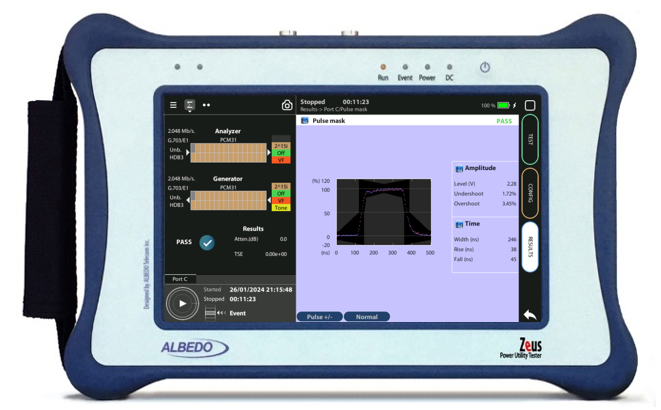 Run Event Power DC
Stopped 00:11:23
Results-> Port C/Pulse mask
100 %
Pulse mask PASS
2.048 Mb/s. Analyzer
G.703/E1 PCM31
Unb.
HDB3
2^15i
Off
VF
2.048 Mb/s. Generator
G.703/E1 PCM31
Unb.
HDB3
2^15i
Off
VF
Tone
Results
PASS
Atten.(dB) 0.0
TSE 0.00e+00
Port C
Started 26/01/2024 21:15:48
Stopped 00:11:23
Event
(%) 120
100
50
0
-20
(ns) 0 100 200 300 400 500
Amplitude
Level (V) 2.28
Undershoot 1.72%
Overshoot 3.45%
Time
Width (ns) 246
Rise (ns) 38
Fall (ns) 45
Pulse +/- Normal
TEST
CONFIG
RESULTS
Designed by ALBEDO Telecom inc.
ALBEDO
Zeus
Power Utility Tester